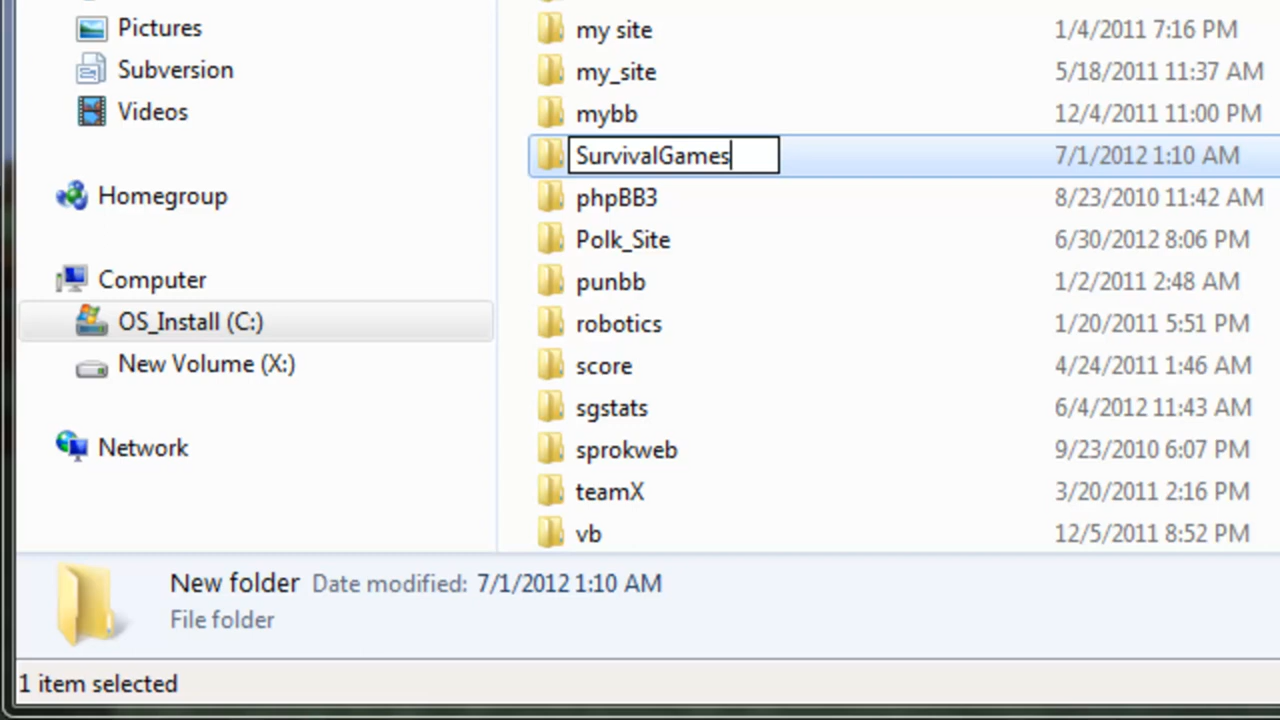 Pictures
Subversion
Videos
Homegroup
Computer
OS_Install (C:)
New Volume (X:)
Network
my site 1/4/2011 7:16 PM
my_site 5/18/2011 11:37 AM
mybb 12/4/2011 11:00 PM
SurvivalGames 7/1/2012 1:10 AM
phpBB3 8/23/2010 11:42 AM
Polk_Site 6/30/2012 8:06 PM
punbb 1/2/2011 2:48 AM
robotics 1/20/2011 5:51 PM
score 4/24/2011 1:46 AM
sgstats 6/4/2012 11:43 AM
sprokweb 9/23/2010 6:07 PM
teamX 3/20/2011 2:16 PM
vb 12/5/2011 8:52 PM
New folder Date modified: 7/1/2012 1:10 AM
File folder
1 item selected